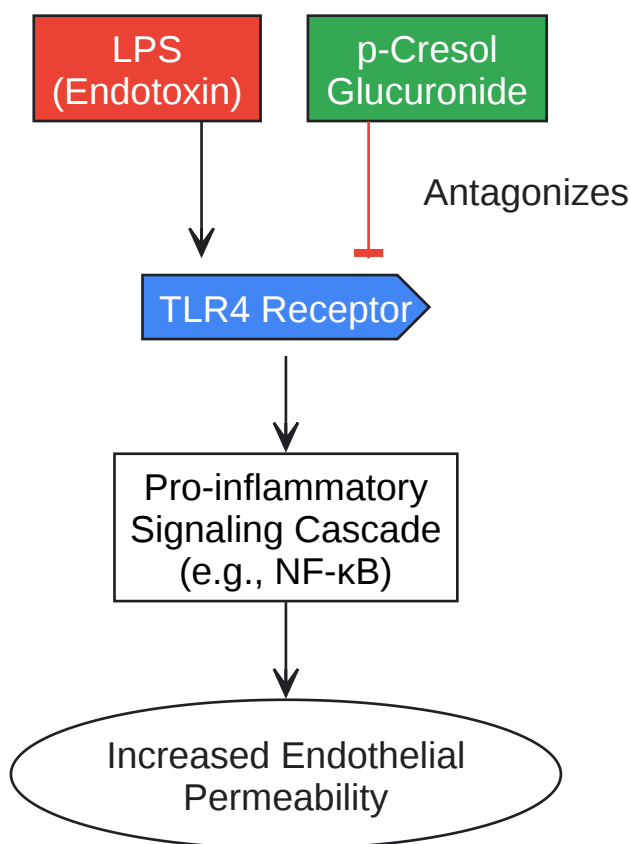 LPS
(Endotoxin)
p-Cresol
Glucuronide
Antagonizes
TLR4 Receptor
Pro-inflammatory
Signaling Cascade
(e.g., NF-κB)
Increased Endothelial
Permeability